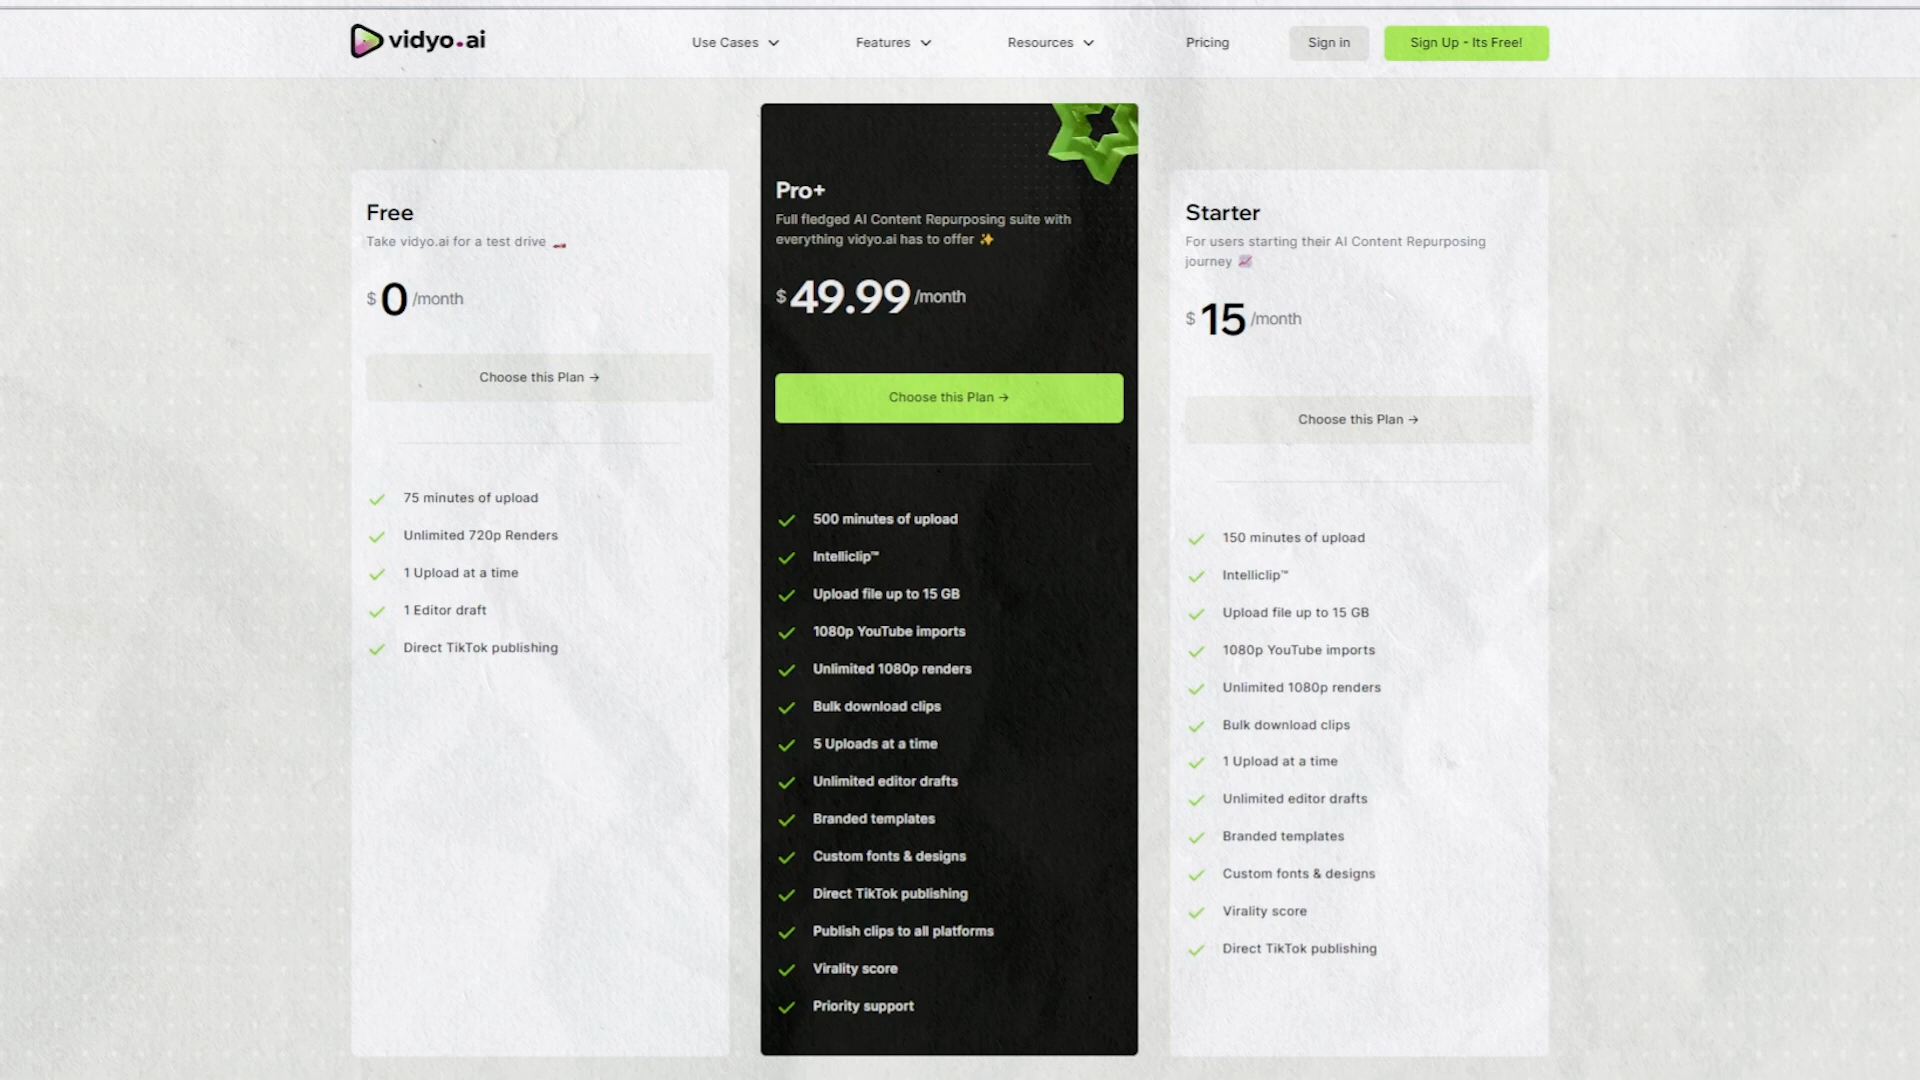 vidyo.ai
Use Cases
Features
Resources
Pricing
Sign in
Sign Up - Its Free!
Free
Take vidyo.ai for a test drive
$ 0 /month
Choose this Plan →
75 minutes of upload
Unlimited 720p Renders
1 Upload at a time
1 Editor draft
Direct TikTok publishing
Pro+
Full fledged AI Content Repurposing suite with
everything vidyo.ai has to offer ✨
$ 49.99 /month
Choose this Plan →
500 minutes of upload
Intelliclip™
Upload file up to 15 GB
1080p YouTube imports
Unlimited 1080p renders
Bulk download clips
5 Uploads at a time
Unlimited editor drafts
Branded templates
Custom fonts & designs
Direct TikTok publishing
Publish clips to all platforms
Virality score
Priority support
Starter
For users starting their AI Content Repurposing
journey
$ 15 /month
Choose this Plan →
150 minutes of upload
Intelliclip™
Upload file up to 15 GB
1080p YouTube imports
Unlimited 1080p renders
Bulk download clips
1 Upload at a time
Unlimited editor drafts
Branded templates
Custom fonts & designs
Virality score
Direct TikTok publishing